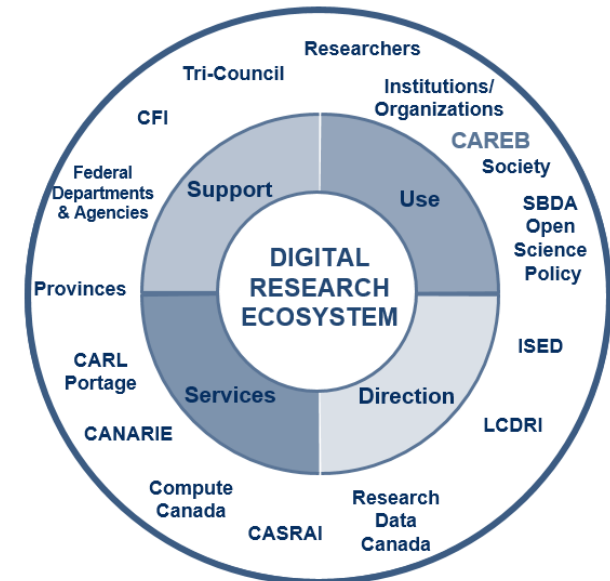 Researchers
Tri-Council
Institutions/
Organizations
CFI
CAREB
Society
Federal
Departments
& Agencies
Support
Use
SBDA
Open
Science
Policy
DIGITAL
RESEARCH
ECOSYSTEM
Provinces
ISED
CARL
Portage
Services
Direction
CANARIE
LCDRI
Compute
Canada
CASRAI
Research
Data
Canada